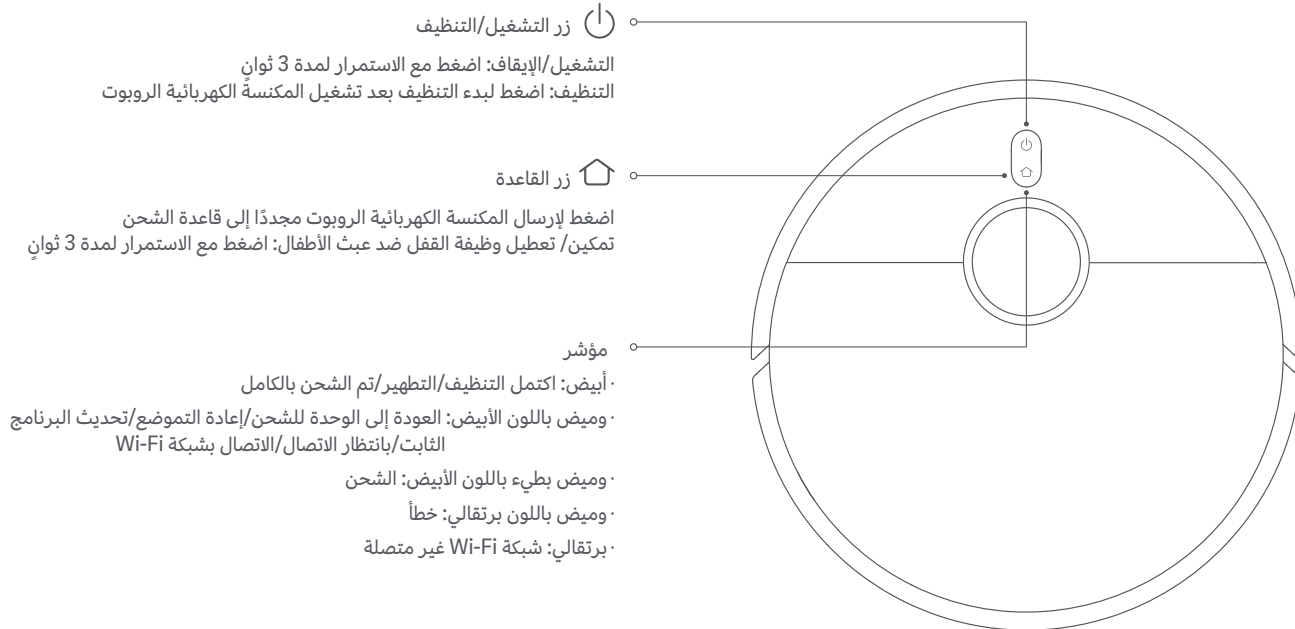 زر التشغيل/التنظيف
التشغيل/الإيقاف: اضغط مع الاستمرار لمدة 3 ثوانٍ
التنظيف: اضغط لبدء التنظيف بعد تشغيل المكنسة الكهربائية الروبوت
زر القاعدة
اضغط لإرسال المكنسة الكهربائية الروبوت مجددًا إلى قاعدة الشحن
تمكين/ تعطيل وظيفة القفل ضد عبث الأطفال: اضغط مع الاستمرار لمدة 3 ثوانٍ
مؤشر
· أبيض: اكتمل التنظيف/التطهير/تم الشحن بالكامل
· وميض باللون الأبيض: العودة إلى الوحدة للشحن/إعادة التموضع/تحديث البرنامج
الثابت/بانتظار الاتصال/الاتصال بشبكة Wi-Fi
· وميض بطيء باللون الأبيض: الشحن
· وميض باللون برتقالي: خطأ
· برتقالي: شبكة Wi-Fi غير متصلة